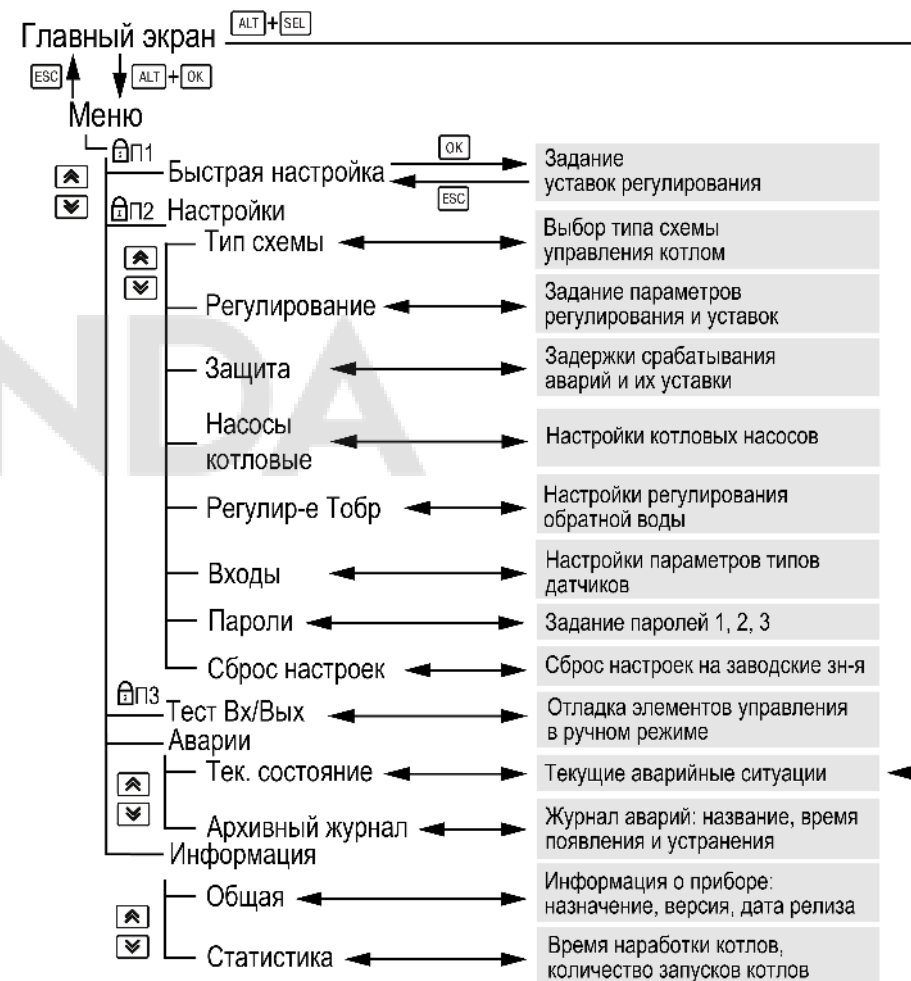 ALT + SEL
Главный экран
ESC ALT + OK
Меню
П1
Быстрая настройка
OK
ESC
Задание
уставок регулирования
П2 Настройки
Тип схемы
Выбор типа схемы
управления котлом
Регулирование
Задание параметров
регулирования и уставок
Защита
Задержки срабатывания
аварий и их уставки
Насосы
котловые
Настройки котловых насосов
Регулир-е Тобр
Настройки регулирования
обратной воды
Входы
Настройки параметров типов
датчиков
Пароли
Задание паролей 1, 2, 3
Сброс настроек
Сброс настроек на заводские зн-я
П3
Тест Вх/Вых
Отладка элементов управления
в ручном режиме
Аварии
Тек. состояние
Текущие аварийные ситуации
Архивный журнал
Журнал аварий: название, время
появления и устранения
Информация
Общая
Информация о приборе:
назначение, версия, дата релиза
Статистика
Время наработки котлов,
количество запусков котлов
NDA